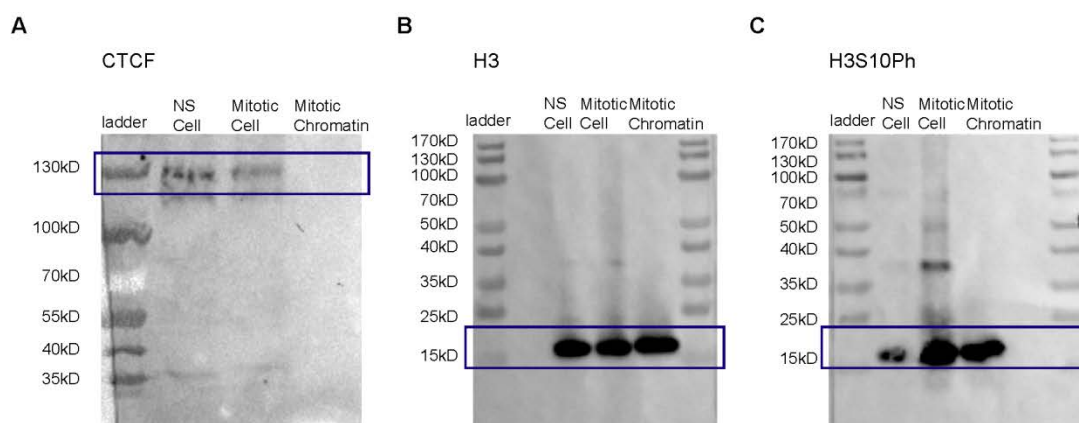 A
B
C
CTCF
H3
H3S10Ph
ladder
NS
Cell
Mitotic
Cell
Mitotic
Chromatin
130kD
100kD
70kD
55kD
40kD
35kD
ladder
NS
Cell
Mitotic
Cell
Mitotic
Chromatin
170kD
130kD
100kD
70kD
50kD
40kD
35kD
25kD
15kD
ladder
NS
Cell
Mitotic
Cell
Mitotic
Chromatin
170kD
130kD
100kD
70kD
50kD
40kD
35kD
25kD
15kD